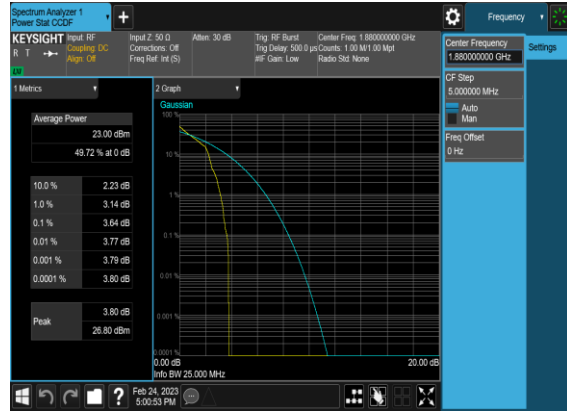 Spectrum Analyzer 1
Power Stat CCDF
Frequency
KEYSIGHT
R T
LXI
Input: RF
Coupling: DC
Align: Off
Input Z: 50 Ω
Corrections: Off
Freq Ref: Int (S)
Atten: 30 dB
Trig: RF Burst
Trig Delay: 500.0 µs
#IF Gain: Low
Center Freq: 1.880000000 GHz
Counts: 1.00 M/1.00 Mpt
Radio Std: None
Center Frequency
1.880000000 GHz
Settings
CF Step
5.000000 MHz
Auto
Man
Freq Offset
0 Hz
1 Metrics
2 Graph
Gaussian
Average Power
23.00 dBm
49.72 % at 0 dB
10.0 % 2.23 dB
1.0 % 3.14 dB
0.1 % 3.64 dB
0.01 % 3.77 dB
0.001 % 3.79 dB
0.0001 % 3.80 dB
Peak
3.80 dB
26.80 dBm
100 %
10 %
1 %
0.1 %
0.01 %
0.001 %
0.0001 %
0.00 dB
20.00 dB
Info BW 25.000 MHz
?
Feb 24, 2023
5:00:53 PM